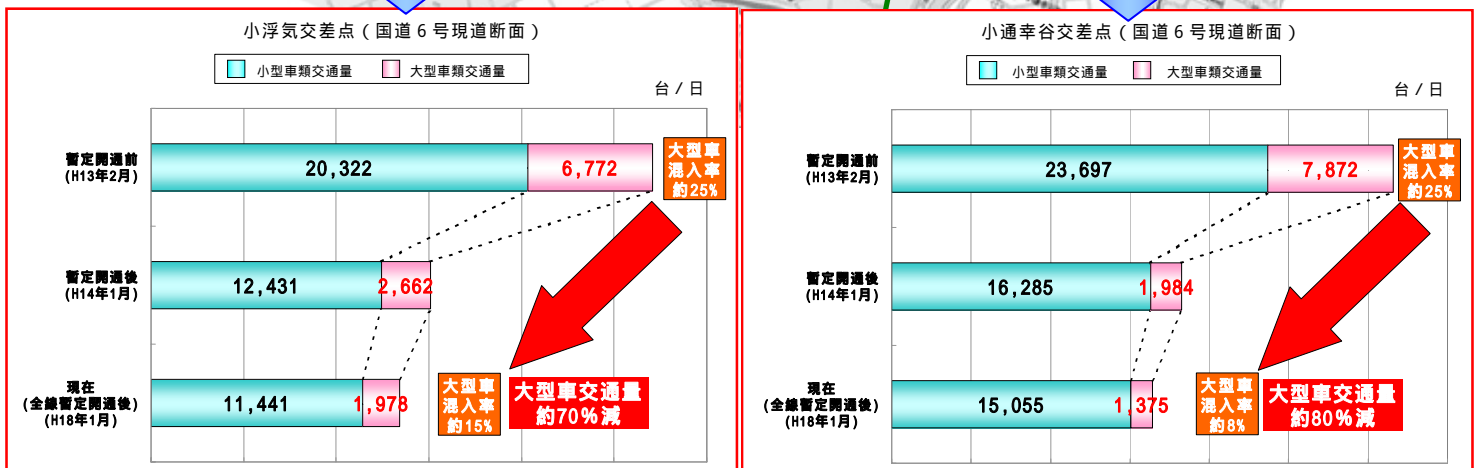 小浮気交差点（国道６号現道断面）
小型車類交通量 大型車類交通量
台／日
暫定開通前
(H13年2月)
20,322
6,772
大型車
混入率
約25%
暫定開通後
(H14年1月)
12,431
2,662
現在
(全線暫定開通後)
(H18年1月)
11,441
1,978
大型車
混入率
約15%
大型車交通量
約70％減
小通幸谷交差点（国道６号現道断面）
小型車類交通量 大型車類交通量
台／日
暫定開通前
(H13年2月)
23,697
7,872
大型車
混入率
約25%
暫定開通後
(H14年1月)
16,285
1,984
現在
(全線暫定開通後)
(H18年1月)
15,055
1,375
大型車
混入率
約8%
大型車交通量
約80％減